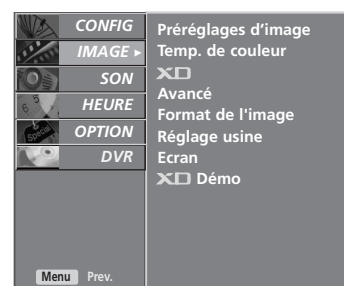 CONFIG
IMAGE ▸
SON
HEURE
OPTION
DVR
Préréglages d’image
Temp. de couleur
XD
Avancé
Format de l'image
Réglage usine
Ecran
XD Démo
Menu Prev.